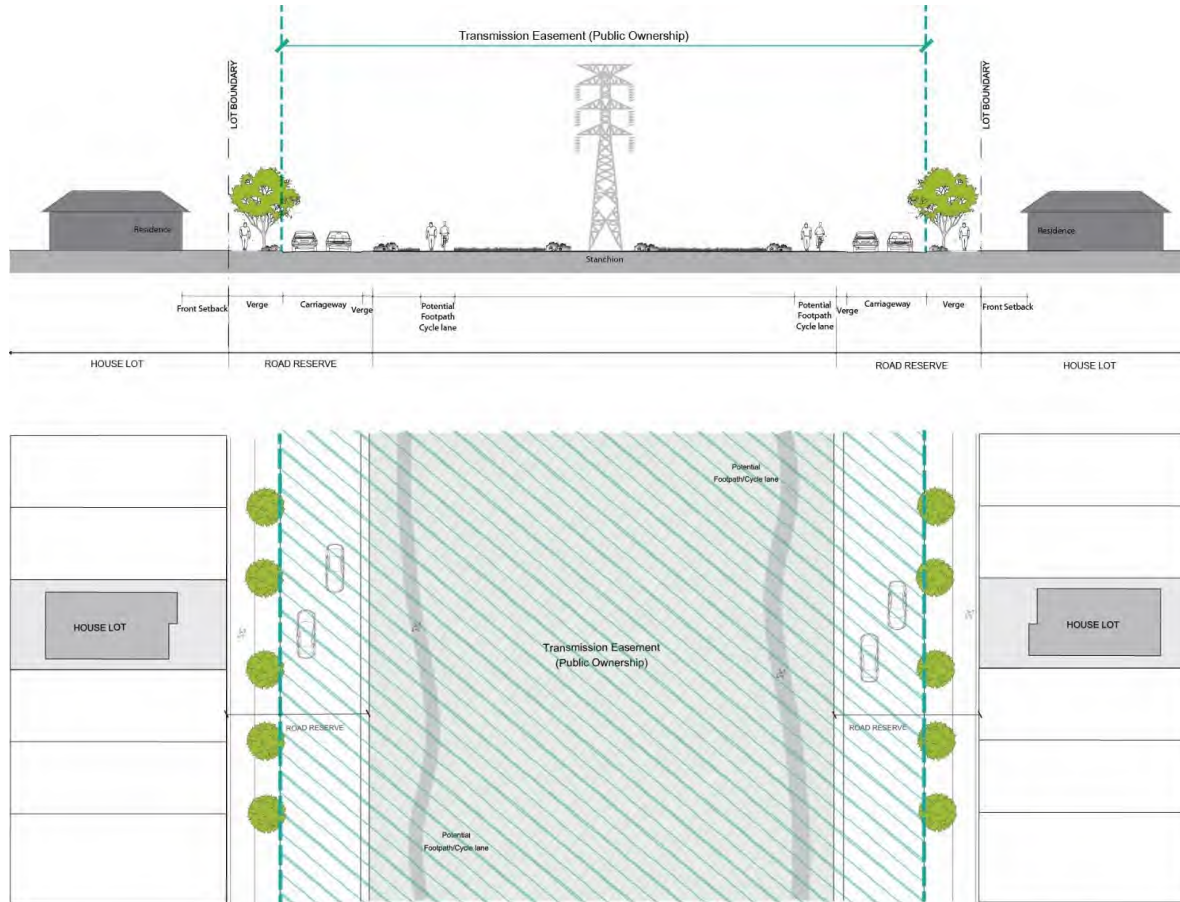 Transmission Easement (Public Ownership)
LOT BOUNDARY
LOT BOUNDARY
Residence
Residence
Stanchion
Front Setback
Verge
Carriageway
Verge
Potential
Footpath
Cycle lane
Potential
Footpath
Cycle lane
Verge
Carriageway
Verge
Front Setback
HOUSE LOT
ROAD RESERVE
ROAD RESERVE
HOUSE LOT
Potential
Footpath/Cycle lane
HOUSE LOT
HOUSE LOT
Transmission Easement
(Public Ownership)
ROAD RESERVE
ROAD RESERVE
Potential
Footpath/Cycle lane